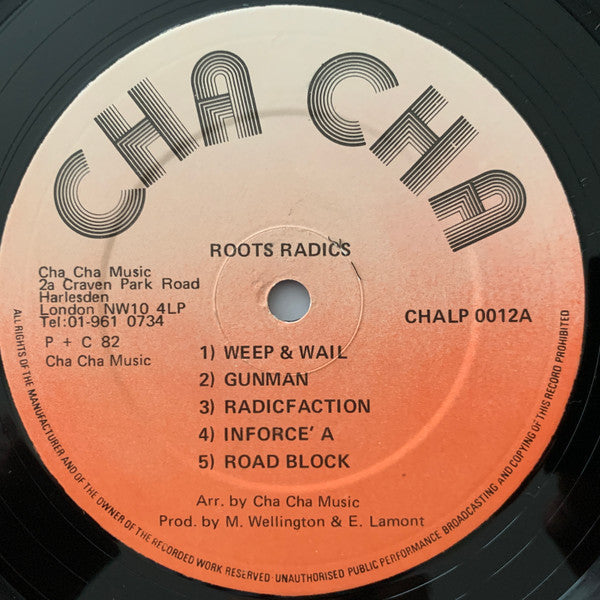 CHA CHA
ROOTS RADICS
Cha Cha Music
2a Craven Park Road
Harlesden
London NW10 4LP
Tel:01-961 0734
P + C 82
Cha Cha Music
CHALP 0012A
1) WEEP & WAIL
2) GUNMAN
3) RADICFACTION
4) INFORCE' A
5) ROAD BLOCK
Arr. by Cha Cha Music
Prod. by M. Wellington & E. Lamont
ALL RIGHTS OF THE MANUFACTURER AND OF THE OWNER OF THE RECORDED WORK RESERVED·UNAUTHORISED PUBLIC PERFORMANCE BROADCASTING AND COPYING OF THIS RECORD PROHIBITED